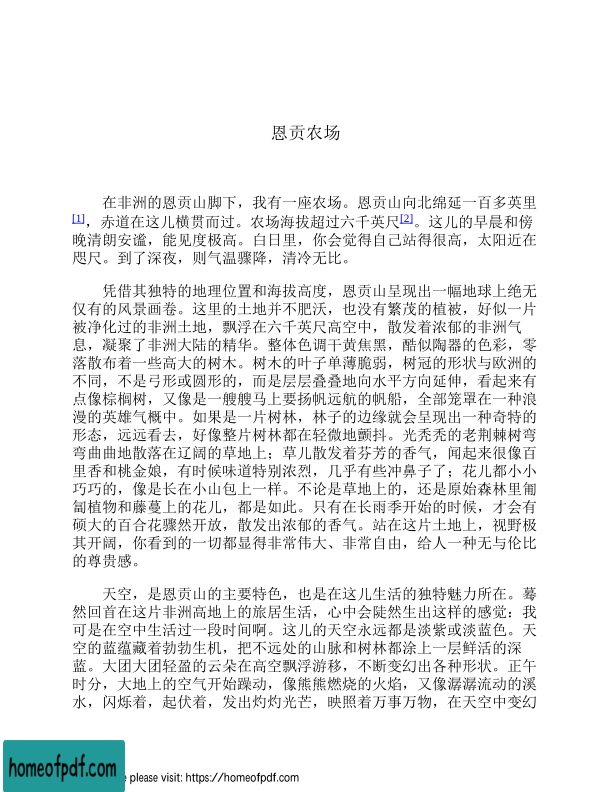 恩贡农场
在非洲的恩贡山脚下，我有一座农场。恩贡山向北绵延一百多英里
[1]，赤道在这儿横贯而过。农场海拔超过六千英尺[2]。这儿的早晨和傍
晚清朗安谧，能见度极高。白日里，你会觉得自己站得很高，太阳近在
咫尺。到了深夜，则气温骤降，清冷无比。
凭借其独特的地理位置和海拔高度，恩贡山呈现出一幅地球上绝无
仅有的风景画卷。这里的土地并不肥沃，也没有繁茂的植被，好似一片
被净化过的非洲土地，飘浮在六千英尺高空中，散发着浓郁的非洲气
息，凝聚了非洲大陆的精华。整体色调干黄焦黑，酷似陶器的色彩，零
落散布着一些高大的树木。树木的叶子单薄脆弱，树冠的形状与欧洲的
不同，不是弓形或圆形的，而是层层叠叠地向水平方向延伸，看起来有
点像棕榈树，又像是一艘艘马上要扬帆远航的帆船，全部笼罩在一种浪
漫的英雄气概中。如果是一片树林，林子的边缘就会呈现出一种奇特的
形态，远远看去，好像整片树林都在轻微地颤抖。光秃秃的老荆棘树弯
弯曲曲地散落在辽阔的草地上；草儿散发着芬芳的香气，闻起来很像百
里香和桃金娘，有时候味道特别浓烈，几乎有些冲鼻子了；花儿都小小
巧巧的，像是长在小山包上一样。不论是草地上的，还是原始森林里匍
匐植物和藤蔓上的花儿，都是如此。只有在长雨季开始的时候，才会有
硕大的百合花骤然开放，散发出浓郁的香气。站在这片土地上，视野极
其开阔，你看到的一切都显得非常伟大、非常自由，给人一种无与伦比
的尊贵感。
天空，是恩贡山的主要特色，也是在这儿生活的独特魅力所在。蓦
然回首在这片非洲高地上的旅居生活，心中会陡然生出这样的感觉：我
可是在空中生活过一段时间啊。这儿的天空永远都是淡紫或淡蓝色。天
空的蓝蕴藏着勃勃生机，把不远处的山脉和树林都涂上一层鲜活的深
蓝。大团大团轻盈的云朵在高空飘浮游移，不断变幻出各种形状。正午
时分，大地上的空气开始躁动，像熊熊燃烧的火焰，又像潺潺流动的溪
水，闪烁着，起伏着，发出灼灼光芒，映照着万事万物，在天空中变幻
homeofpdf.com
please visit: https://homeofpdf.com